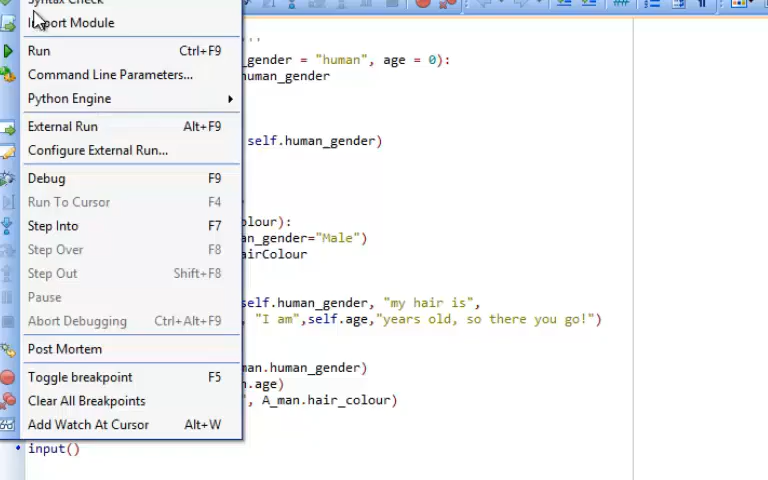 Syntax Check
Import Module
'''
Run Ctrl+F9
_gender = "human", age = 0):
Command Line Parameters...
human_gender
Python Engine
External Run Alt+F9
self.human_gender)
Configure External Run...
Debug F9
Run To Cursor F4
Step Into F7
olour):
an_gender="Male")
Step Over F8
airColour
Step Out Shift+F8
Pause
self.human_gender, "my hair is",
Abort Debugging Ctrl+Alt+F9
, "I am",self.age,"years old, so there you go!")
Post Mortem
man.human_gender)
Toggle breakpoint F5
n.age)
Clear All Breakpoints
", A_man.hair_colour)
Add Watch At Cursor Alt+W
input()